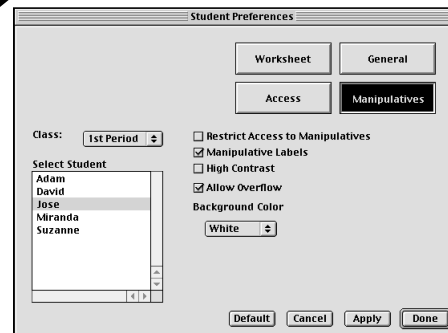 Student Preferences
Worksheet
General
Access
Manipulatives
Class:
1st Period
Restrict Access to Manipulatives
Manipulative Labels
High Contrast
Allow Overflow
Background Color
White
Select Student
Adam
David
Jose
Miranda
Suzanne
Default
Cancel
Apply
Done